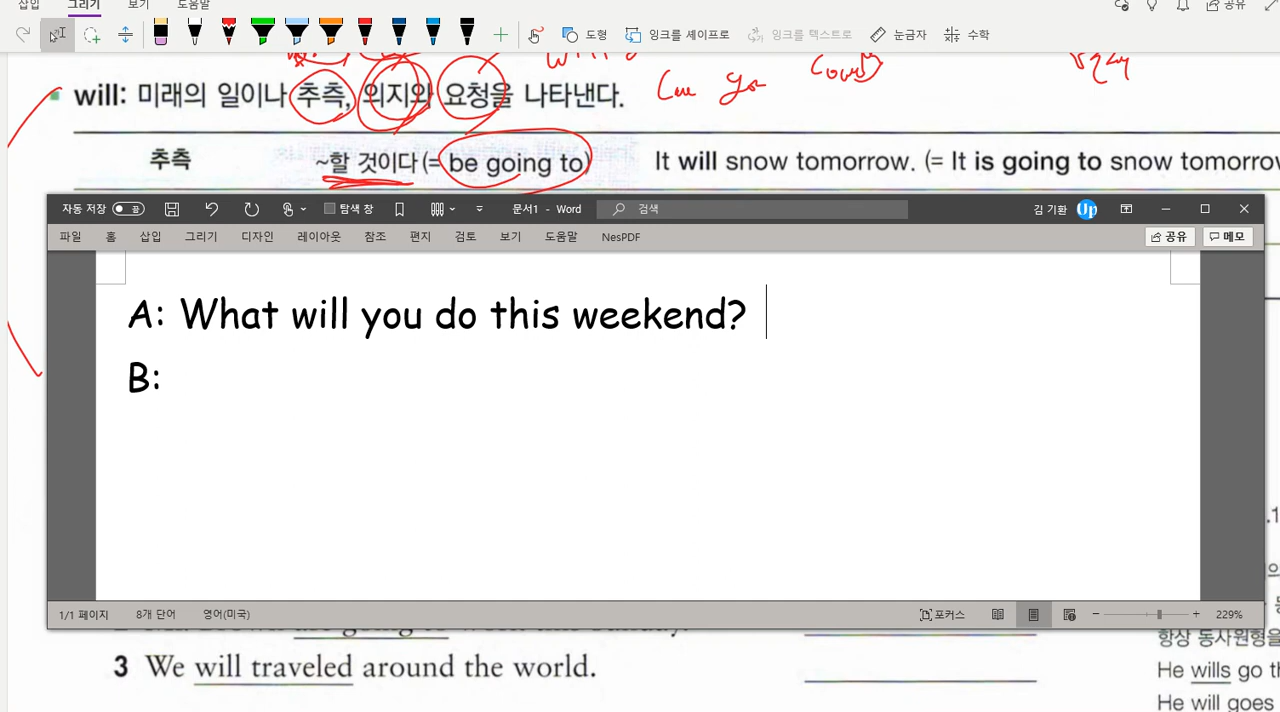 삽입 그리기 보기 도움말 공유
도형 잉크를 셰이프로 잉크를 텍스트로 눈금자 수학
will: 미래의 일이나 추측, 의지와 요청을 나타낸다.
추측 ~할 것이다 (= be going to) It will snow tomorrow. (= It is going to snow tomorrow
자동 저장 끔 탐색 창 문서1 - Word 검색 김 기환 Up
파일 홈 삽입 그리기 디자인 레이아웃 참조 편지 검토 보기 도움말 NesPDF 공유 메모
A: What will you do this weekend?
B:
1/1 페이지 8개 단어 영어(미국) 포커스 229%
this Sunday.
3 We will traveled around the world.
항상 동사원형을
He wills go
He will goes